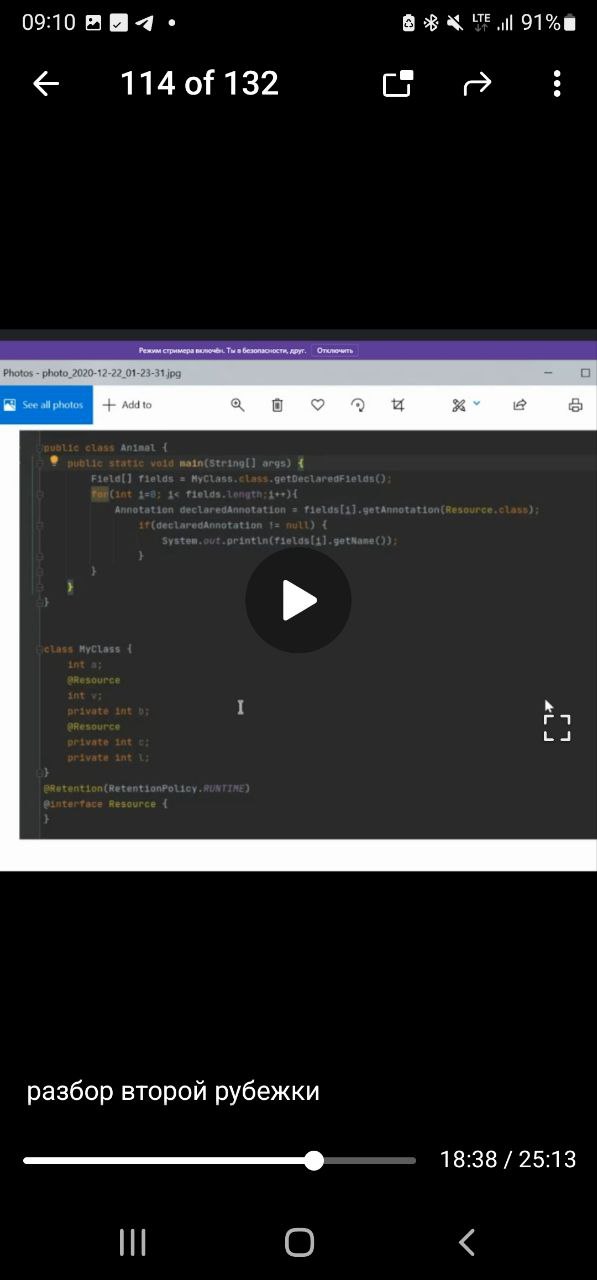 09:10
LTE
91%
114 of 132
Режим стримера включён. Ты в безопасности, друг. Отключить
Photos - photo_2020-12-22_01-23-31.jpg
See all photos
Add to
public class Animal {
public static void main(String[] args) {
Field[] fields = MyClass.class.getDeclaredFields();
for(int i=0; i< fields.length;i++){
Annotation declaredAnnotation = fields[i].getAnnotation(Resource.class);
if(declaredAnnotation != null) {
System.out.println(fields[i].getName());
}
}
}
}
class MyClass {
int a;
@Resource
int v;
private int b;
@Resource
private int c;
private int l;
}
@Retention(RetentionPolicy.RUNTIME)
@interface Resource {
}
разбор второй рубежки
18:38 / 25:13